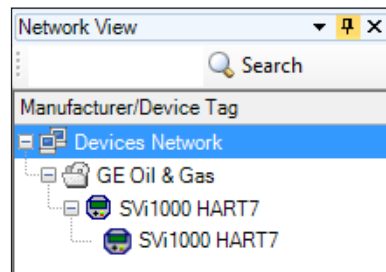 Network View
Search
Manufacturer/Device Tag
Devices Network
GE Oil & Gas
SVi1000 HART7
SVi1000 HART7